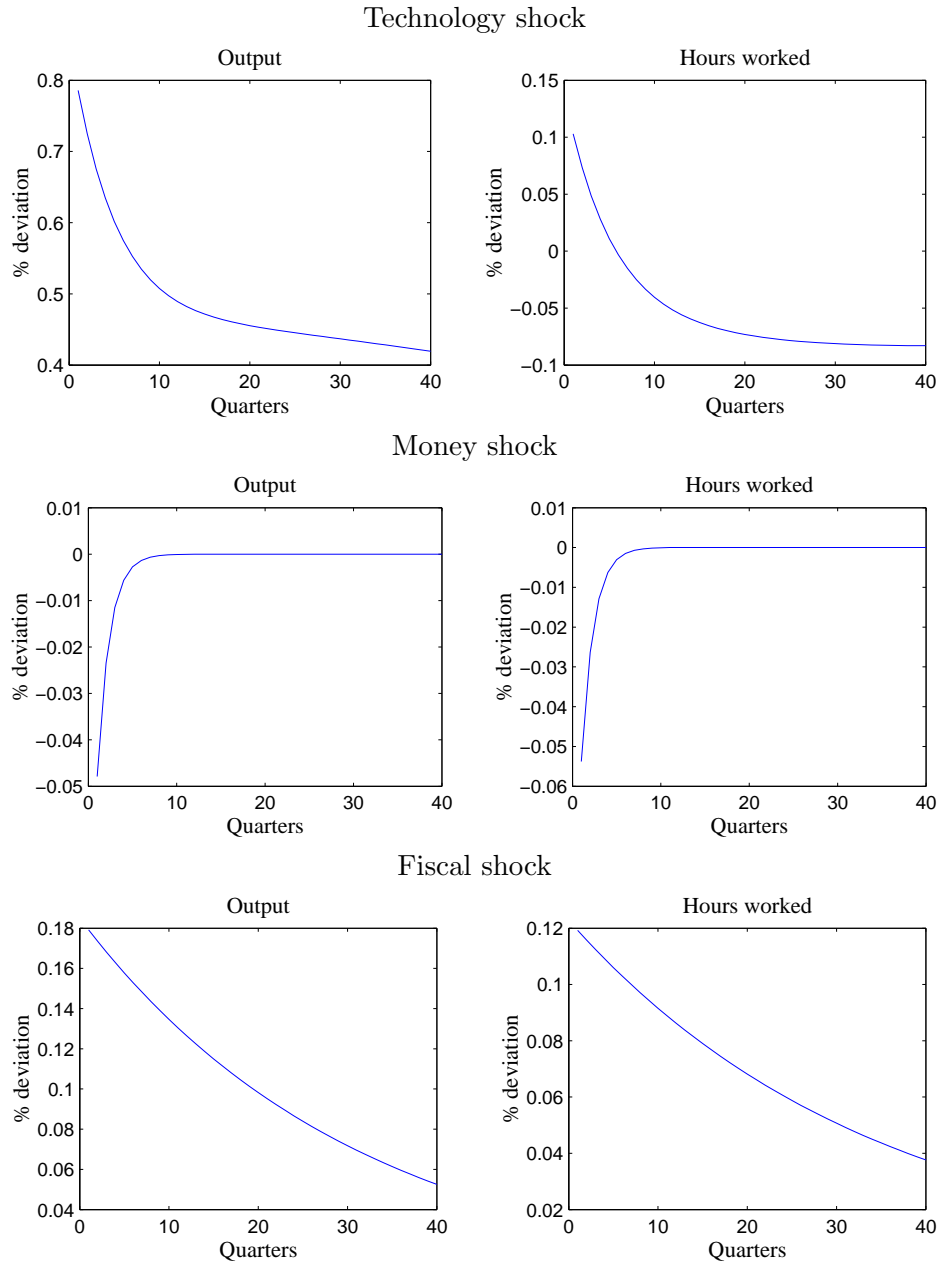 Technology shock
Output
Hours worked
0.8
0.7
0.6
0.5
0.4
% deviation
0 10 20 30 40
Quarters
0.15
0.1
0.05
0
−0.05
−0.1
% deviation
0 10 20 30 40
Quarters
Money shock
Output
Hours worked
0.01
0
−0.01
−0.02
−0.03
−0.04
−0.05
% deviation
0 10 20 30 40
Quarters
0.01
0
−0.01
−0.02
−0.03
−0.04
−0.05
−0.06
% deviation
0 10 20 30 40
Quarters
Fiscal shock
Output
Hours worked
0.18
0.16
0.14
0.12
0.1
0.08
0.06
0.04
% deviation
0 10 20 30 40
Quarters
0.12
0.1
0.08
0.06
0.04
0.02
% deviation
0 10 20 30 40
Quarters